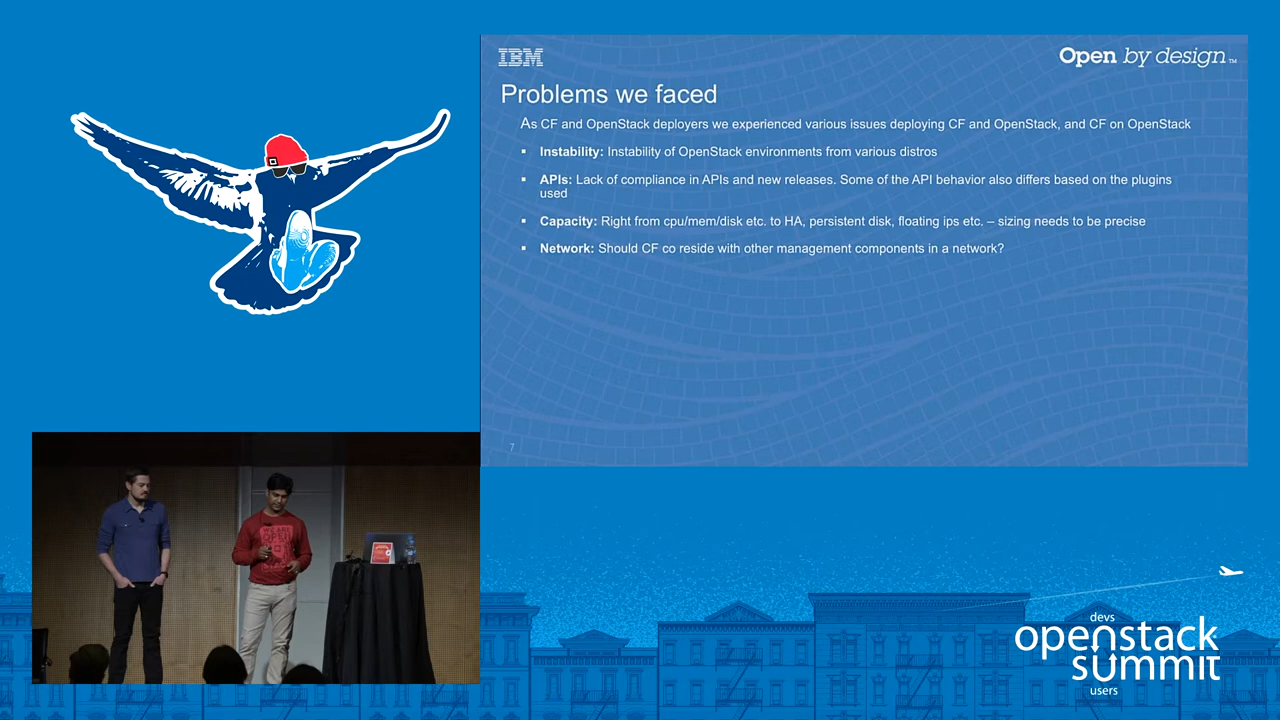 IBM
Open by design™
Problems we faced
As CF and OpenStack deployers we experienced various issues deploying CF and OpenStack, and CF on OpenStack
▪ Instability: Instability of OpenStack environments from various distros
▪ APIs: Lack of compliance in APIs and new releases. Some of the API behavior also differs based on the plugins
used
▪ Capacity: Right from cpu/mem/disk etc. to HA, persistent disk, floating ips etc. – sizing needs to be precise
▪ Network: Should CF co reside with other management components in a network?
7
WE ARE
OPEN
devs
openstack
summit
users